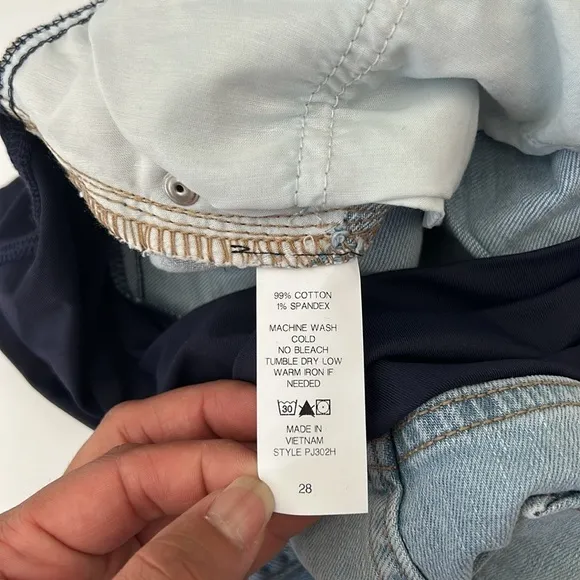 99% COTTON
1% SPANDEX
MACHINE WASH
COLD
NO BLEACH
TUMBLE DRY LOW
WARM IRON IF
NEEDED
30
MADE IN
VIETNAM
STYLE PJ302H
28